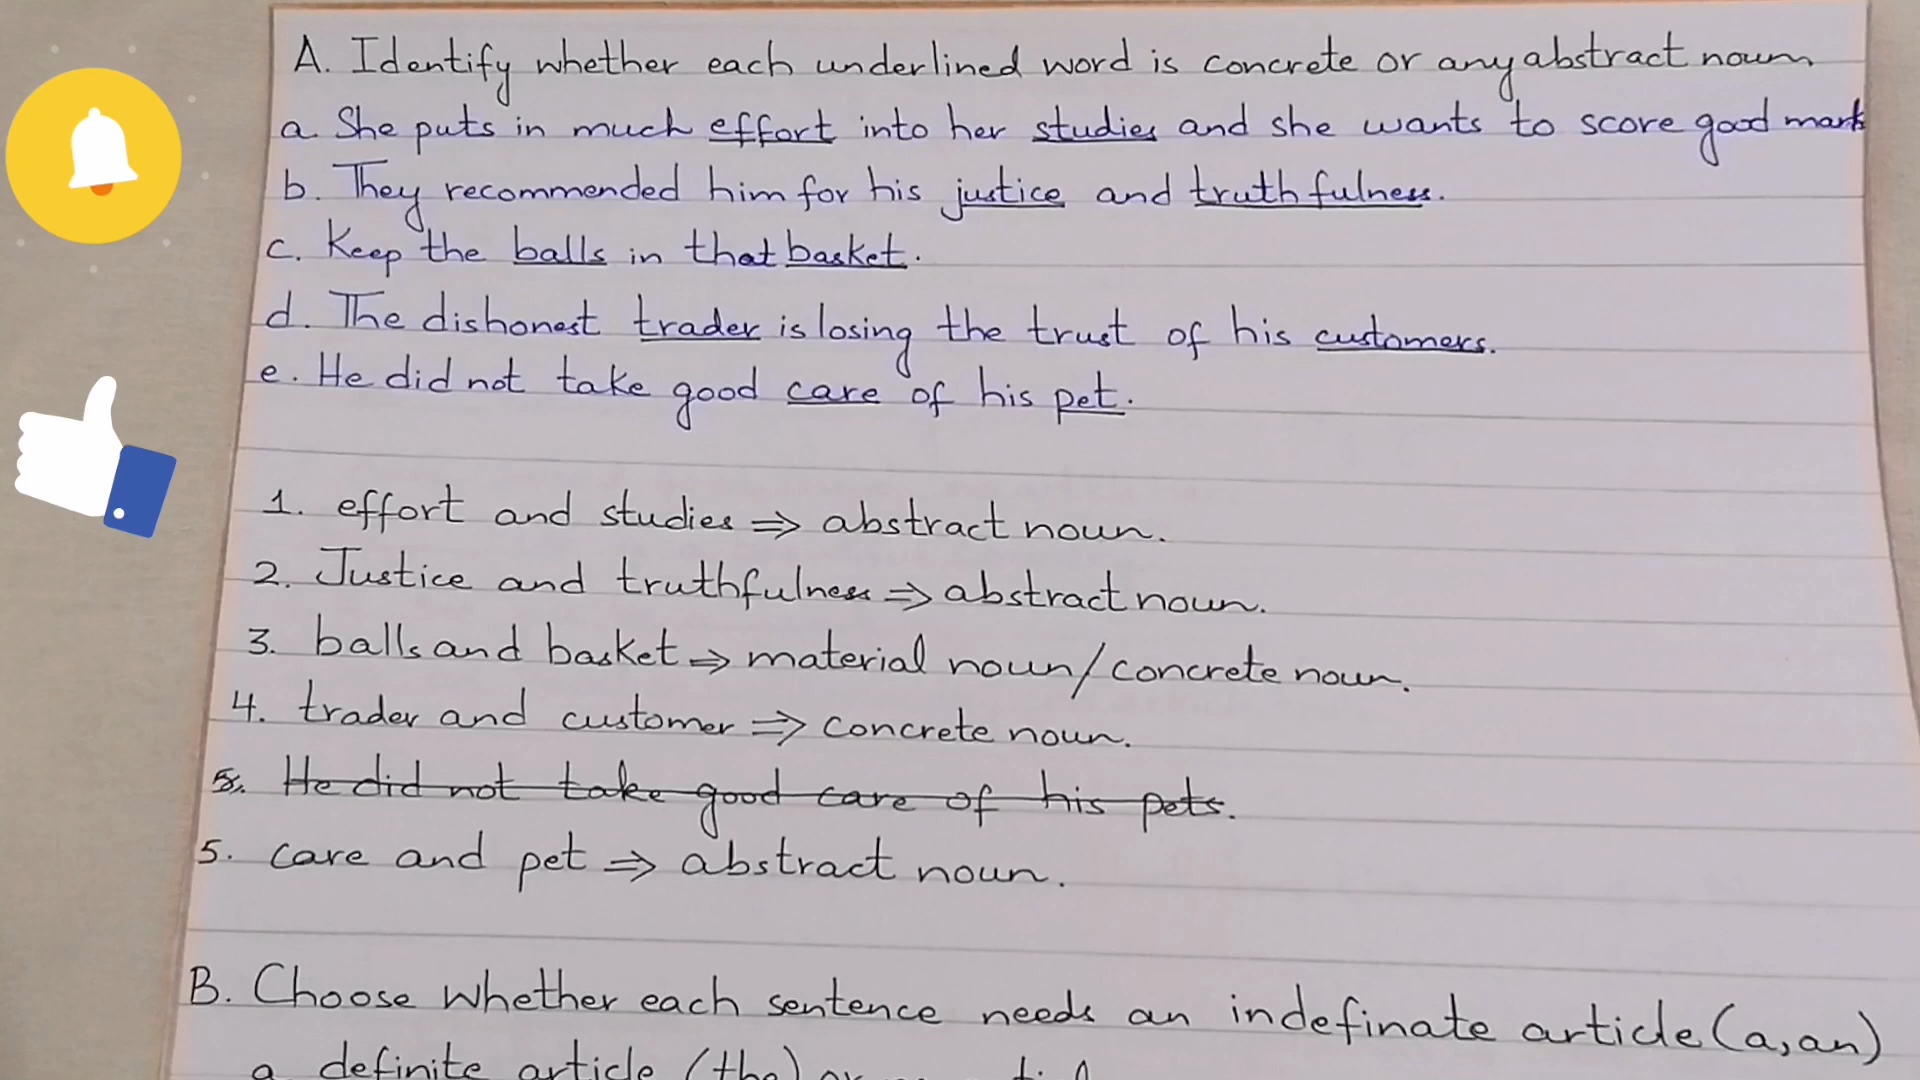 A. Identify whether each underlined word is concrete or any abstract noun
a. She puts in much effort into her studies and she wants to score good mark
b. They recommended him for his justice and truthfulness.
c. Keep the balls in that basket.
d. The dishonest trader is losing the trust of his customers.
e. He did not take good care of his pet.
1. effort and studies ⇒ abstract noun.
2. Justice and truthfulness ⇒ abstract noun.
3. balls and basket ⇒ material noun/concrete noun.
4. trader and customer ⇒ concrete noun.
5. He did not take good care of his pets.
5. care and pet ⇒ abstract noun.
B. Choose whether each sentence needs an indefinate article (a, an)
a definite article (the) or